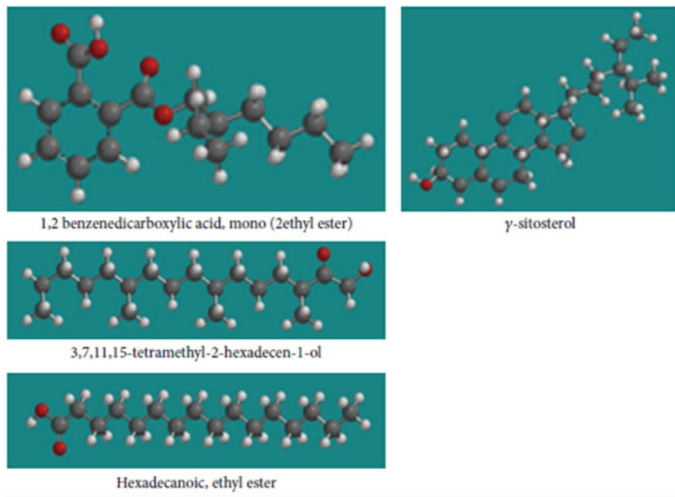 1,2 benzenedicarboxylic acid, mono (2ethyl ester)
γ-sitosterol
3,7,11,15-tetramethyl-2-hexadecen-1-ol
Hexadecanoic, ethyl ester